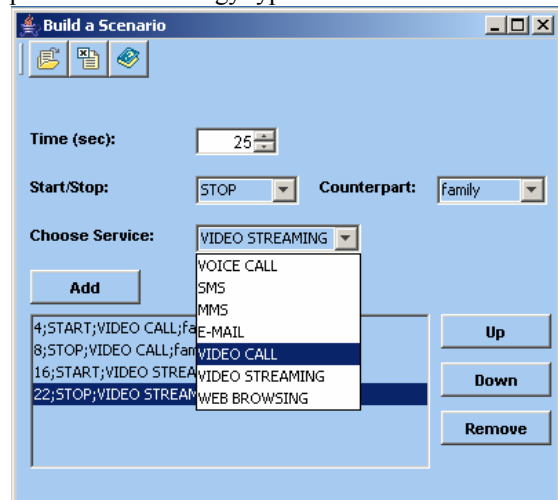 Build a Scenario
Time (sec): 25
Start/Stop: STOP Counterpart: family
Choose Service: VIDEO STREAMING
VOICE CALL
SMS
MMS
E-MAIL
VIDEO CALL
VIDEO STREAMING
WEB BROWSING
Add
4;START;VIDEO CALL;fa
8;STOP;VIDEO CALL;fam
16;START;VIDEO STREA
22;STOP;VIDEO STREAM
Up
Down
Remove